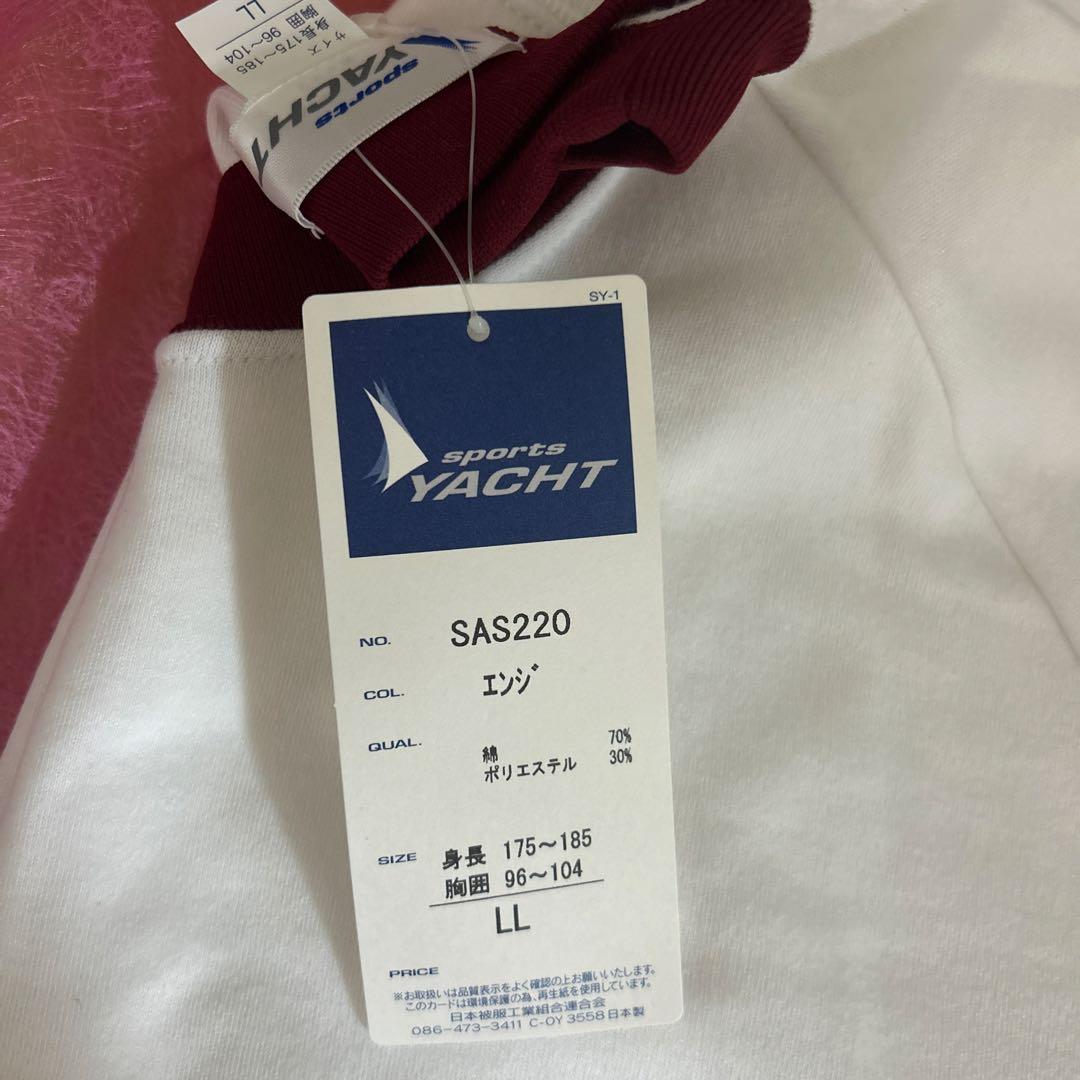 LL
サイズ
身長175~185
胸囲 96~104
sports
YACHT
SY-1
sports
YACHT
NO. SAS220
COL. エンジ
QUAL.
綿 70%
ポリエステル 30%
SIZE 身長 175~185
胸囲 96~104
LL
PRICE
※お取扱いは品質表示をよく確認の上お願いいたします。
このカードは環境保護の為、再生紙を使用しています。
日本被服工業組合連合会
086-473-3411 C-OY 3558 日本製